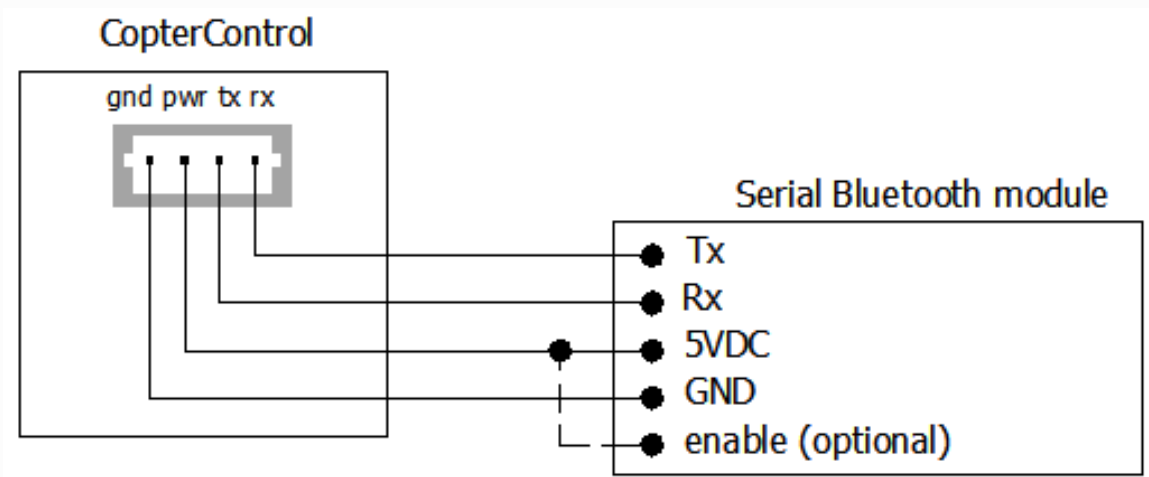 CopterControl
gnd pwr tx rx
Serial Bluetooth module
Tx
Rx
5VDC
GND
enable (optional)